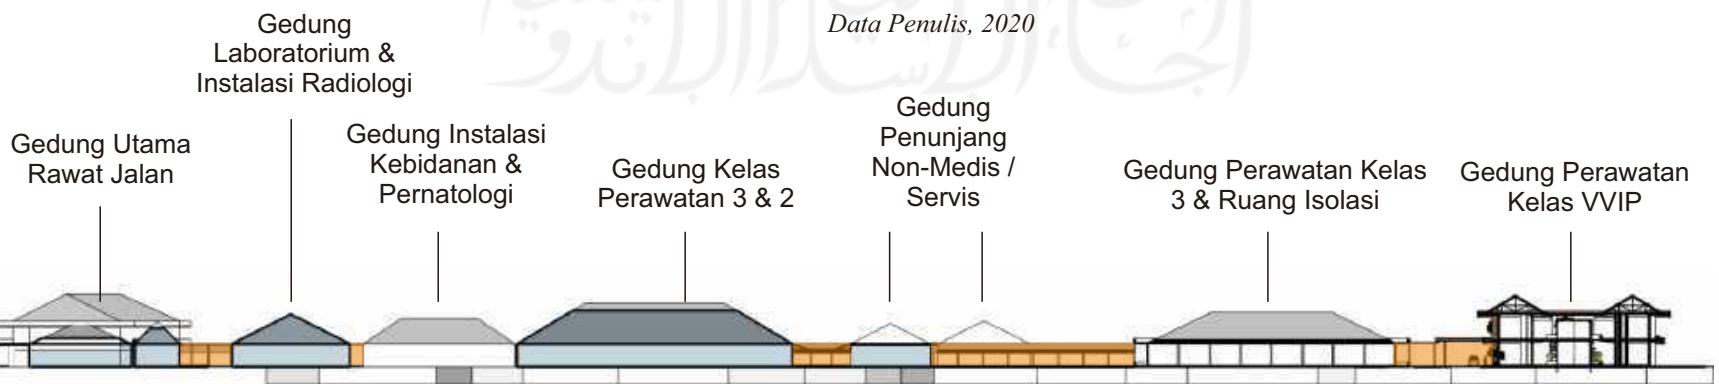 Data Penulis, 2020
Gedung
Laboratorium &
Instalasi Radiologi
Gedung Utama
Rawat Jalan
Gedung Instalasi
Kebidanan &
Pernatologi
Gedung Kelas
Perawatan 3 & 2
Gedung
Penunjang
Non-Medis /
Servis
Gedung Perawatan Kelas
3 & Ruang Isolasi
Gedung Perawatan
Kelas VVIP